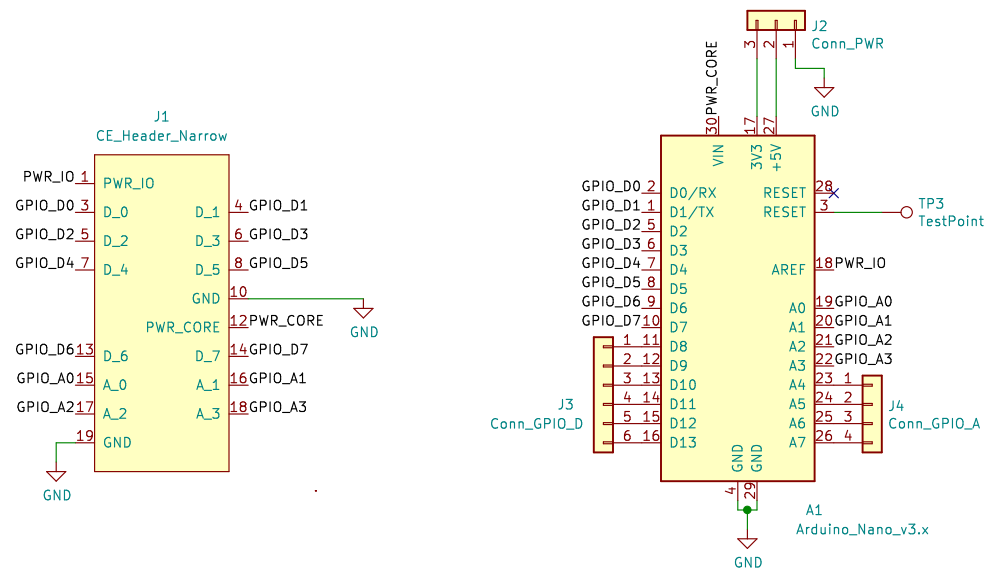 J1
CE_Header_Narrow
PWR_IO 1 PWR_IO
GPIO_D0 3 D_0 D_1 4 GPIO_D1
GPIO_D2 5 D_2 D_3 6 GPIO_D3
GPIO_D4 7 D_4 D_5 8 GPIO_D5
GND 10
GND
PWR_CORE 12 PWR_CORE
GPIO_D6 13 D_6 D_7 14 GPIO_D7
GPIO_A0 15 A_0 A_1 16 GPIO_A1
GPIO_A2 17 A_2 A_3 18 GPIO_A3
19 GND
GND
J2
Conn_PWR
3 2 1
GND
PWR_CORE
30 17 27
VIN 3V3 +5V
GPIO_D0 2 D0/RX RESET 28
GPIO_D1 1 D1/TX RESET 3
TP3
TestPoint
GPIO_D2 5 D2
GPIO_D3 6 D3
GPIO_D4 7 D4 AREF 18 PWR_IO
GPIO_D5 8 D5
GPIO_D6 9 D6 A0 19 GPIO_A0
GPIO_D7 10 D7 A1 20 GPIO_A1
1 11 D8 A2 21 GPIO_A2
2 12 D9 A3 22 GPIO_A3
3 13 D10 A4 23 1
4 14 D11 A5 24 2
5 15 D12 A6 25 3
6 16 D13 A7 26 4
J3
Conn_GPIO_D
J4
Conn_GPIO_A
GND GND
4 29
GND
A1
Arduino_Nano_v3.x